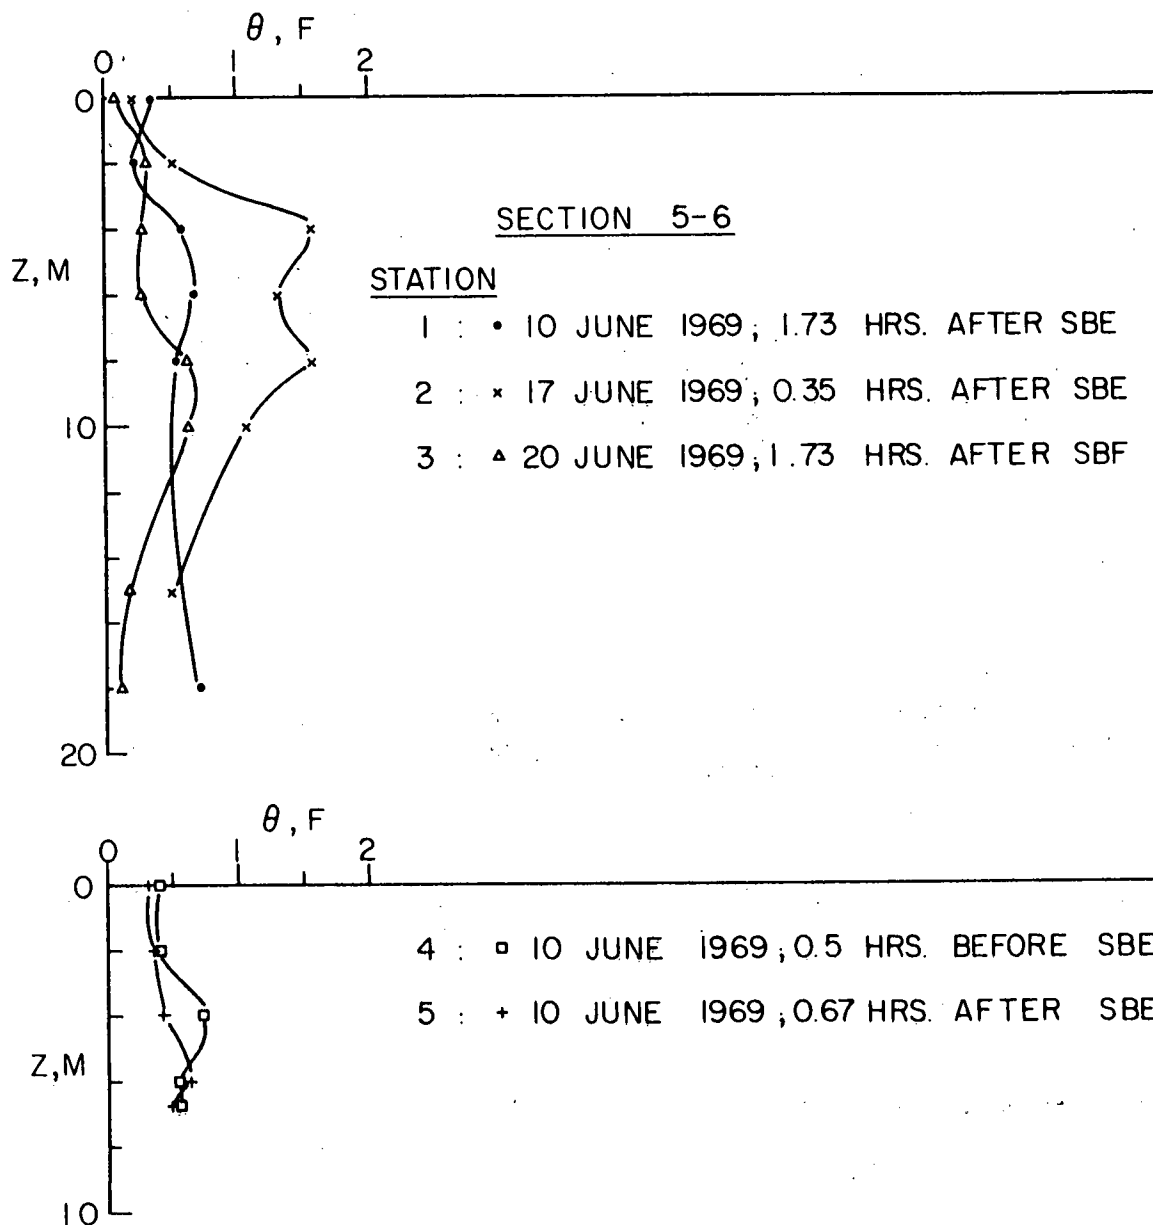 θ, F
0 1 2
0
SECTION 5-6
Z, M
STATION
1 : • 10 JUNE 1969; 1.73 HRS. AFTER SBE
2 : × 17 JUNE 1969; 0.35 HRS. AFTER SBE
10
3 : △ 20 JUNE 1969; 1.73 HRS. AFTER SBF
20
θ, F
0 1 2
0
4 : □ 10 JUNE 1969; 0.5 HRS. BEFORE SBE
5 : + 10 JUNE 1969; 0.67 HRS. AFTER SBE
Z, M
10